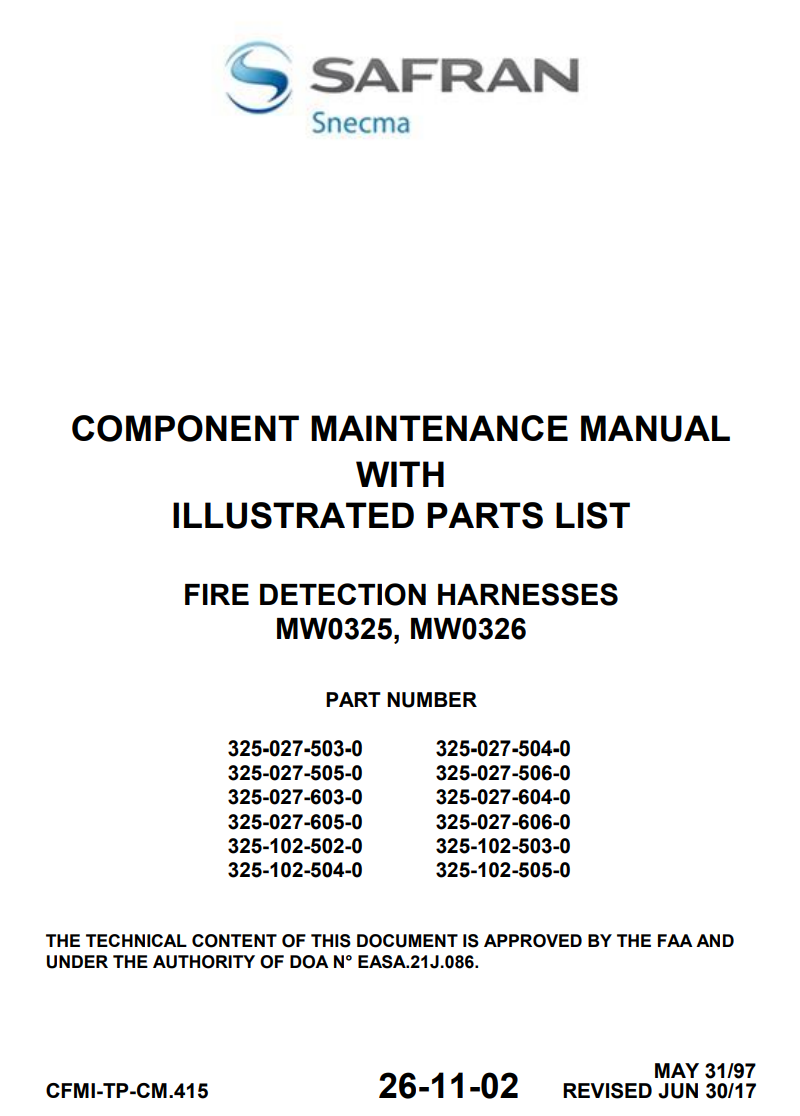 SAFRAN
Snecma
COMPONENT MAINTENANCE MANUAL
WITH
ILLUSTRATED PARTS LIST
FIRE DETECTION HARNESSES
MW0325, MW0326
PART NUMBER
325-027-503-0 325-027-504-0
325-027-505-0 325-027-506-0
325-027-603-0 325-027-604-0
325-027-605-0 325-027-606-0
325-102-502-0 325-102-503-0
325-102-504-0 325-102-505-0
THE TECHNICAL CONTENT OF THIS DOCUMENT IS APPROVED BY THE FAA AND
UNDER THE AUTHORITY OF DOA N° EASA.21J.086.
MAY 31/97
CFMI-TP-CM.415 26-11-02 REVISED JUN 30/17